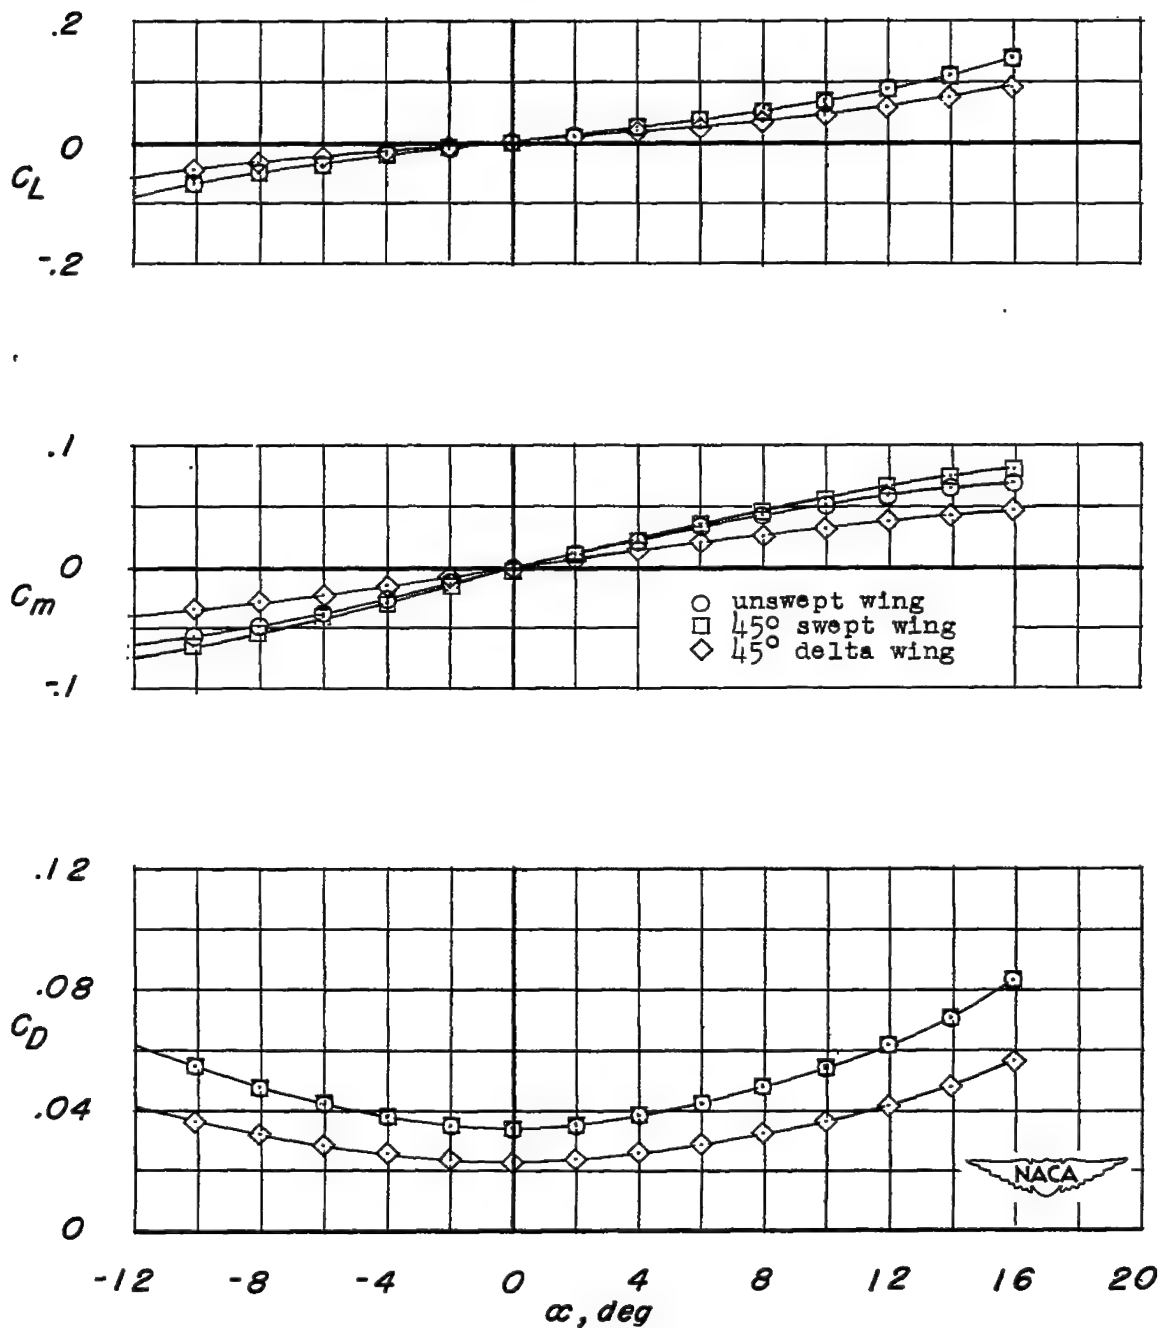 .2
0
C_L
-.2
.1
0
C_m
-.1
○ unswept wing
□ 45° swept wing
◇ 45° delta wing
.12
.08
C_D
.04
0
NACA
-12 -8 -4 0 4 8 12 16 20
α, deg